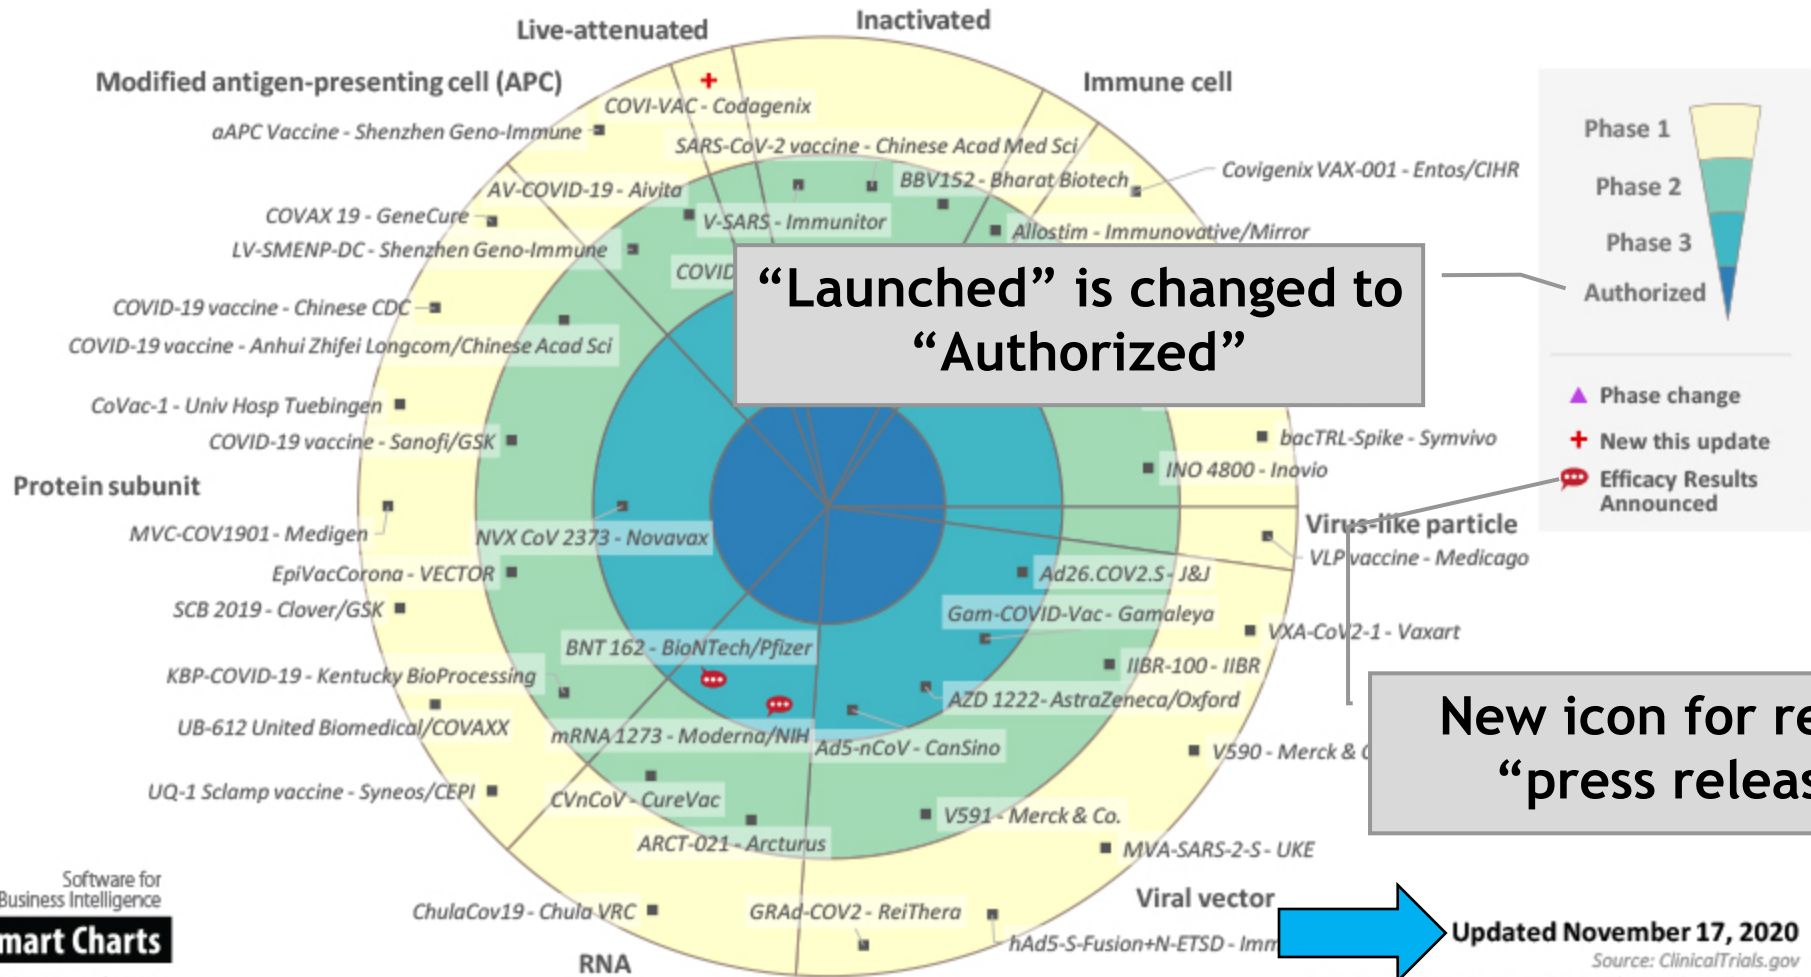 Inactivated
Live-attenuated
Modified antigen-presenting cell (APC)
Immune cell
COVI-VAC - Codagenix
aAPC Vaccine - Shenzhen Geno-Immune
SARS-CoV-2 vaccine - Chinese Acad Med Sci
AV-COVID-19 - Aivita
BBV152 - Bharat Biotech
Covigenix VAX-001 - Entos/CIHR
COVAX 19 - GeneCure
V-SARS - Immunitor
Allostim - Immunovative/Mirror
LV-SMENP-DC - Shenzhen Geno-Immune
COVID
“Launched” is changed to
“Authorized”
COVID-19 vaccine - Chinese CDC
COVID-19 vaccine - Anhui Zhifei Longcom/Chinese Acad Sci
CoVac-1 - Univ Hosp Tuebingen
COVID-19 vaccine - Sanofi/GSK
bacTRL-Spike - Symvivo
INO 4800 - Inovio
Protein subunit
MVC-COV1901 - Medigen
NVX CoV 2373 - Novavax
Virus-like particle
VLP vaccine - Medicago
EpiVacCorona - VECTOR
Ad26.COV2.S - J&J
SCB 2019 - Clover/GSK
Gam-COVID-Vac - Gamaleya
VXA-CoV2-1 - Vaxart
BNT 162 - BioNTech/Pfizer
IIBR-100 - IIBR
KBP-COVID-19 - Kentucky BioProcessing
AZD 1222- AstraZeneca/Oxford
UB-612 United Biomedical/COVAXX
mRNA 1273 - Moderna/NIH
Ad5-nCoV - CanSino
V590 - Merck &
UQ-1 Sclamp vaccine - Syneos/CEPI
CVnCoV - CureVac
V591 - Merck & Co.
ARCT-021 - Arcturus
MVA-SARS-2-S - UKE
Viral vector
ChulaCov19 - Chula VRC
GRAd-COV2 - ReiThera
hAd5-S-Fusion+N-ETSD - Imm
RNA
Phase 1
Phase 2
Phase 3
Authorized
Phase change
New this update
Efficacy Results
Announced
New icon for re
“press releas
Software for
Business Intelligence
mart Charts
Updated November 17, 2020
Source: ClinicalTrials.gov